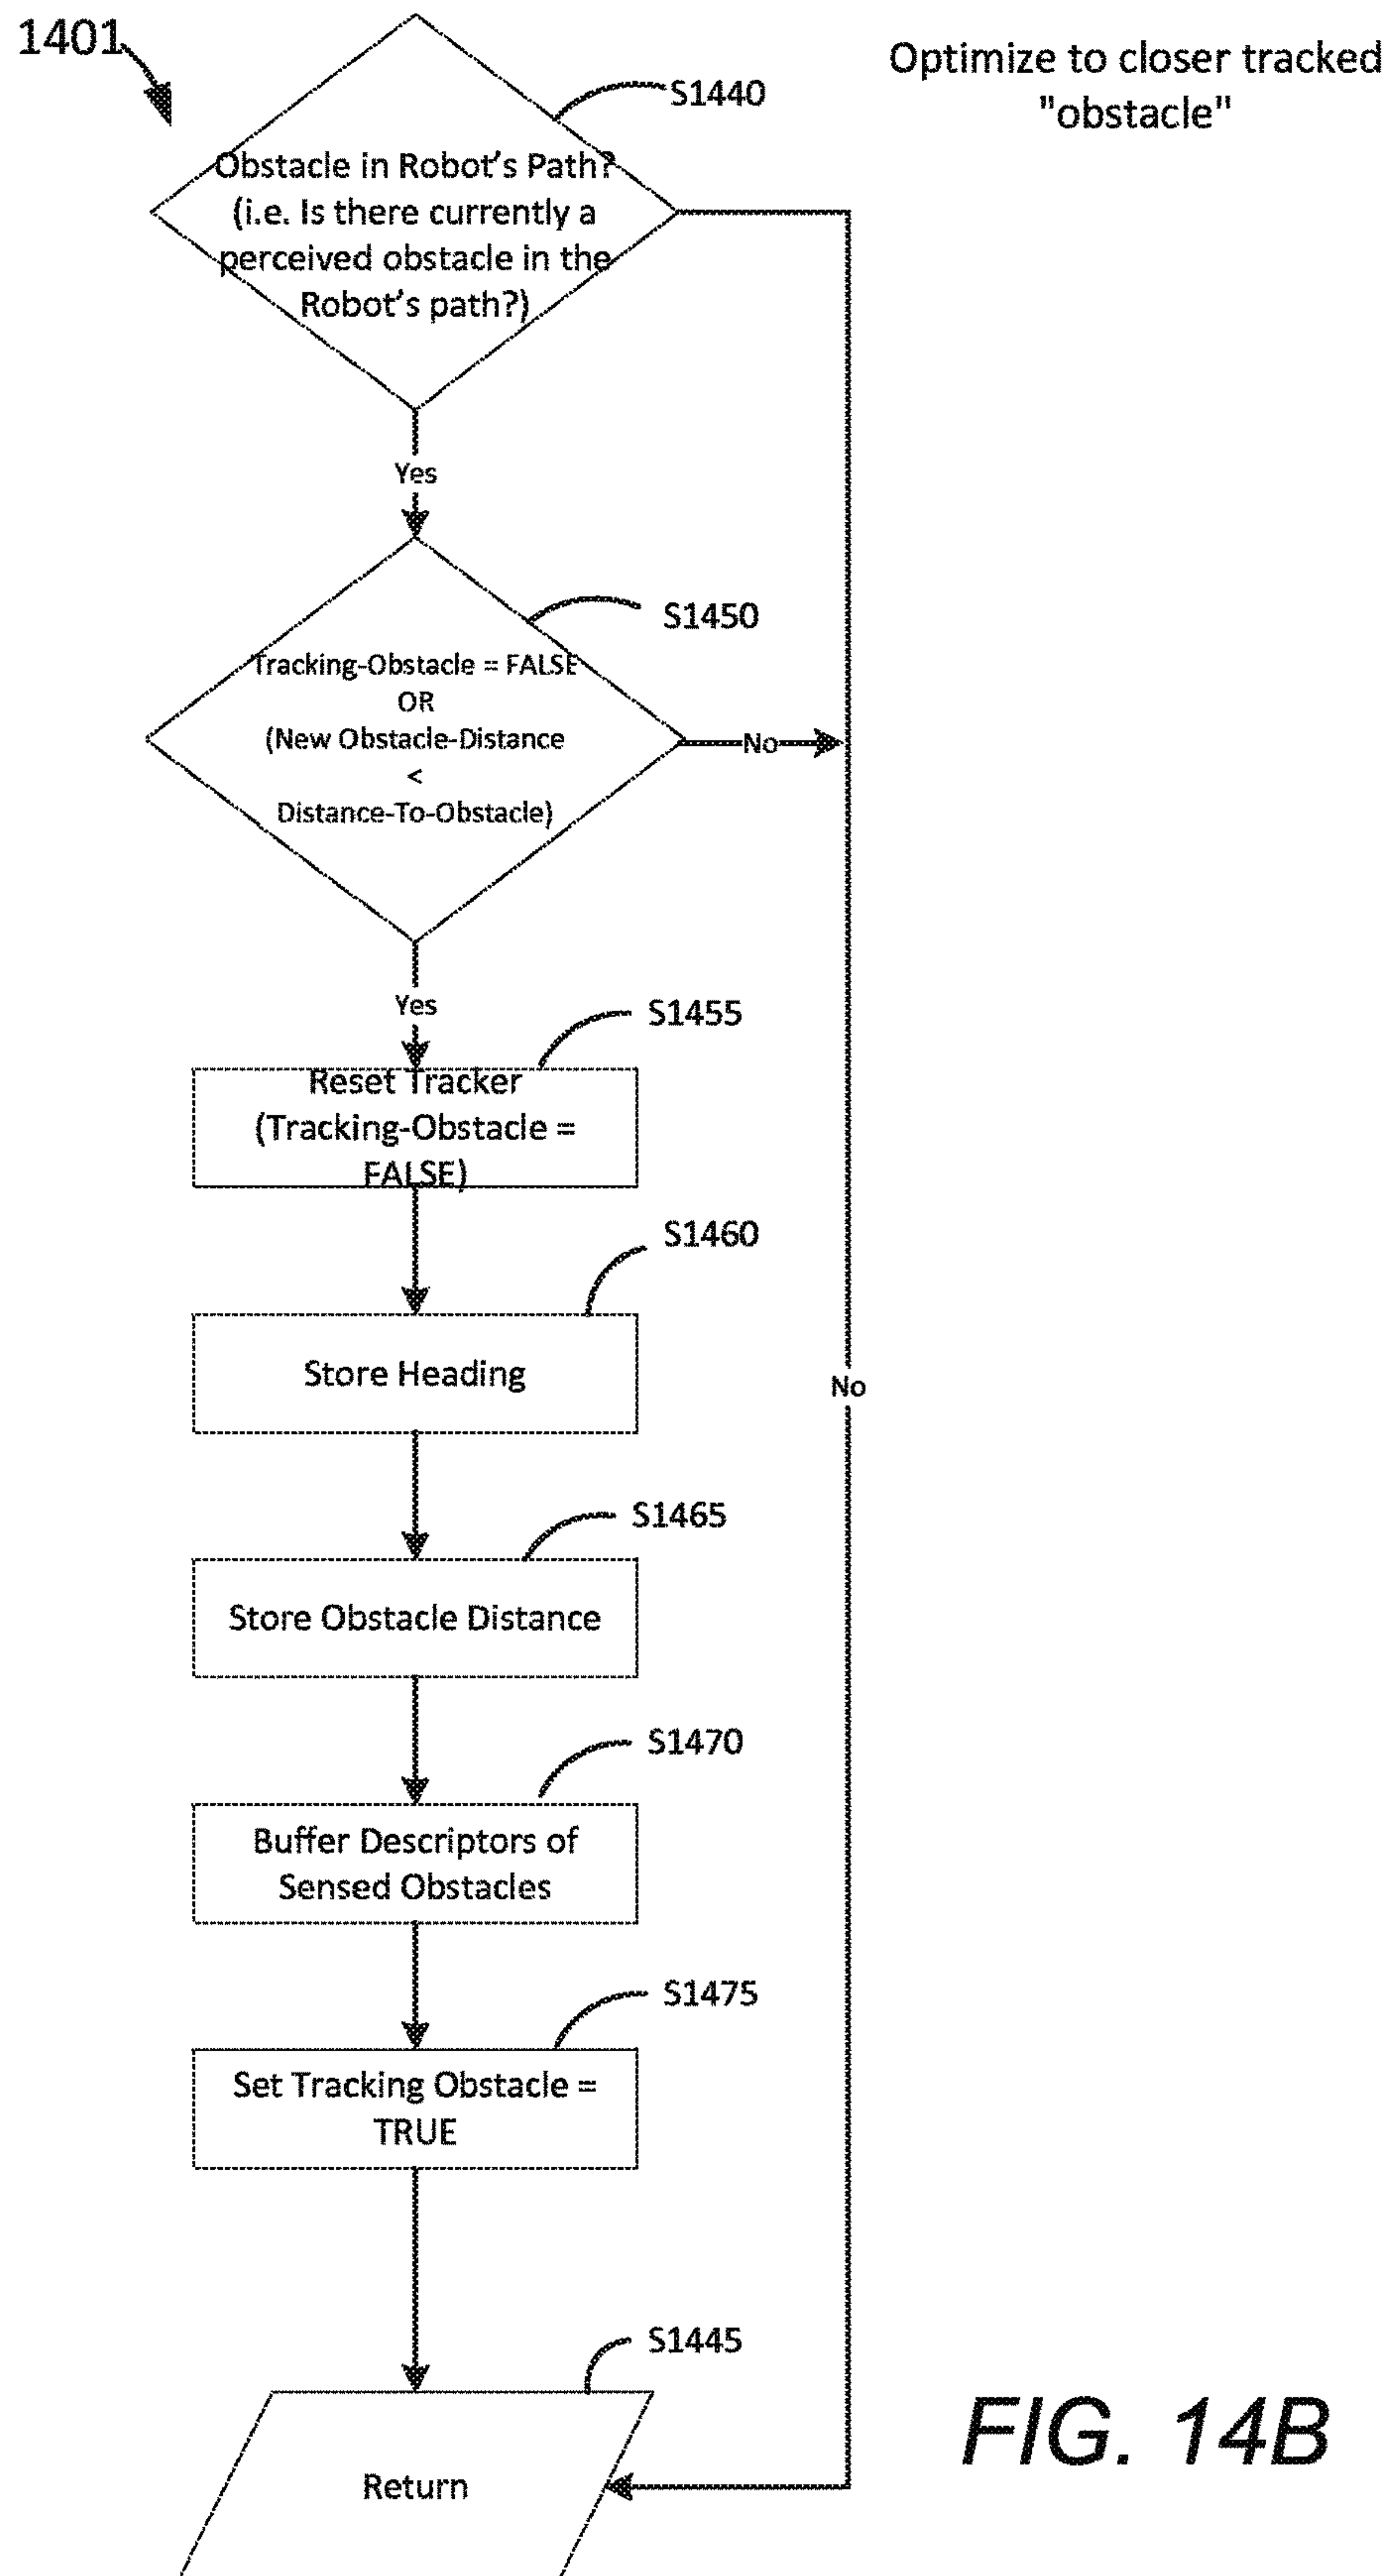 1401
Optimize to closer tracked
"obstacle"
S1440
Obstacle in Robot's Path?
(i.e. Is there currently a
perceived obstacle in the
Robot's path?)
Yes
S1450
Tracking-Obstacle = FALSE
OR
(New Obstacle-Distance
<
Distance-To-Obstacle)
No
Yes
S1455
Reset Tracker
(Tracking-Obstacle =
FALSE)
S1460
Store Heading
No
S1465
Store Obstacle Distance
S1470
Buffer Descriptors of
Sensed Obstacles
S1475
Set Tracking Obstacle =
TRUE
S1445
Return
FIG. 14B